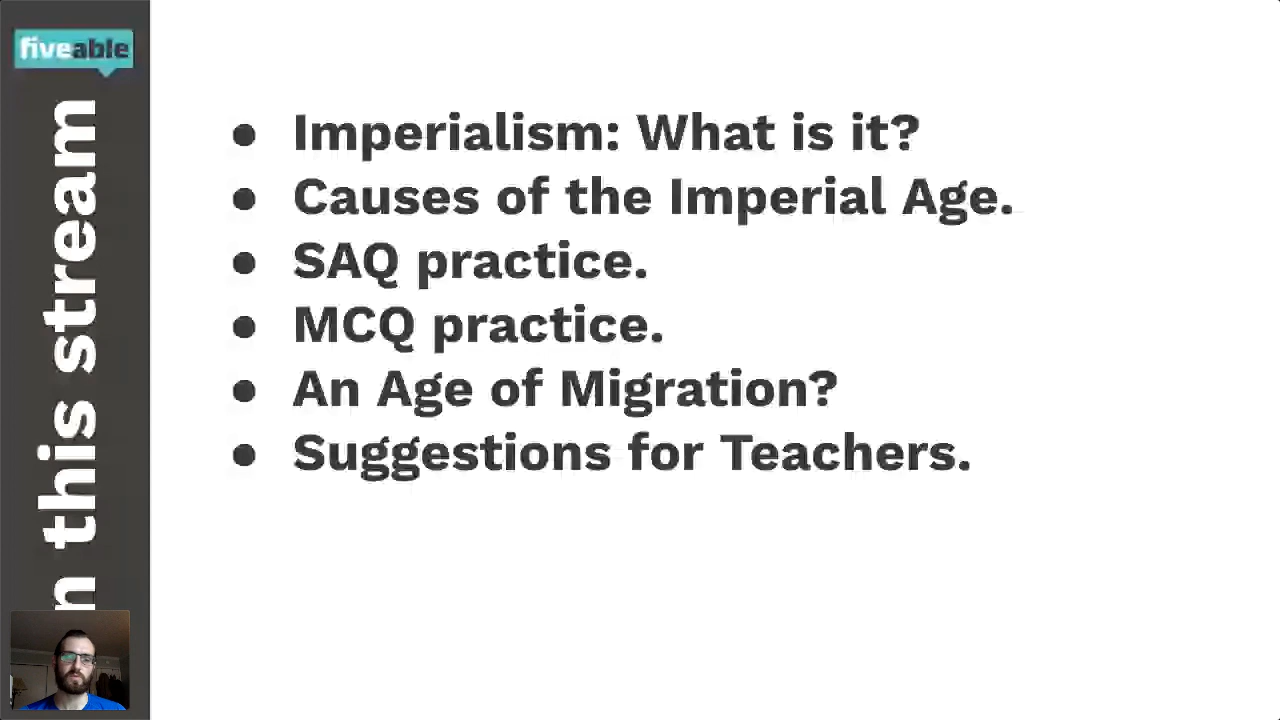 fiveable
n this stream
● Imperialism: What is it?
● Causes of the Imperial Age.
● SAQ practice.
● MCQ practice.
● An Age of Migration?
● Suggestions for Teachers.